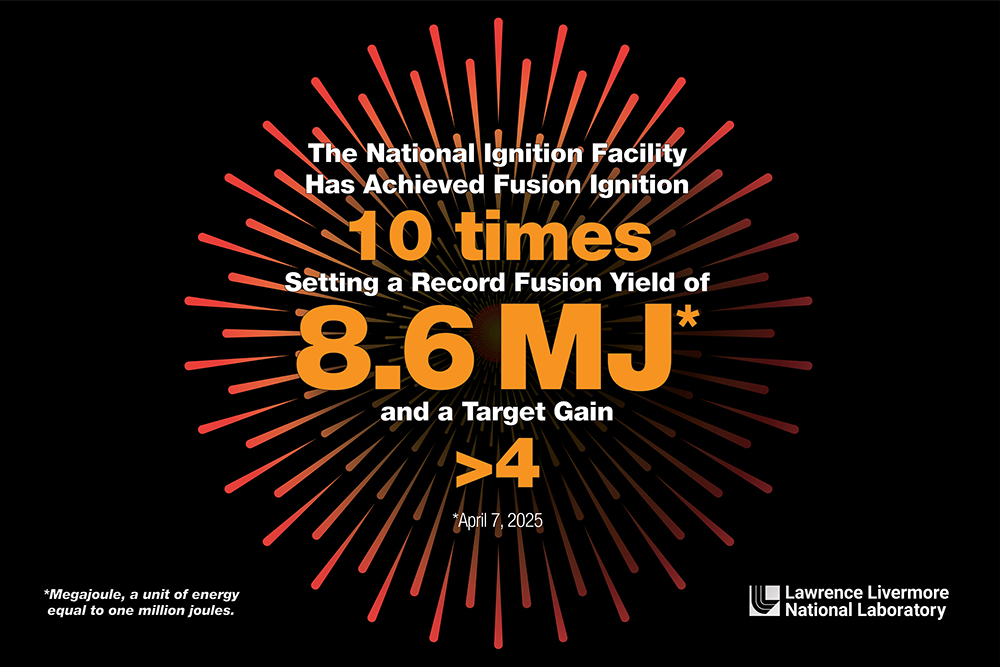 The National Ignition Facility
Has Achieved Fusion Ignition
10 times
Setting a Record Fusion Yield of
8.6 MJ*
and a Target Gain
>4
*April 7, 2025
*Megajoule, a unit of energy
equal to one million joules.
Lawrence Livermore
National Laboratory